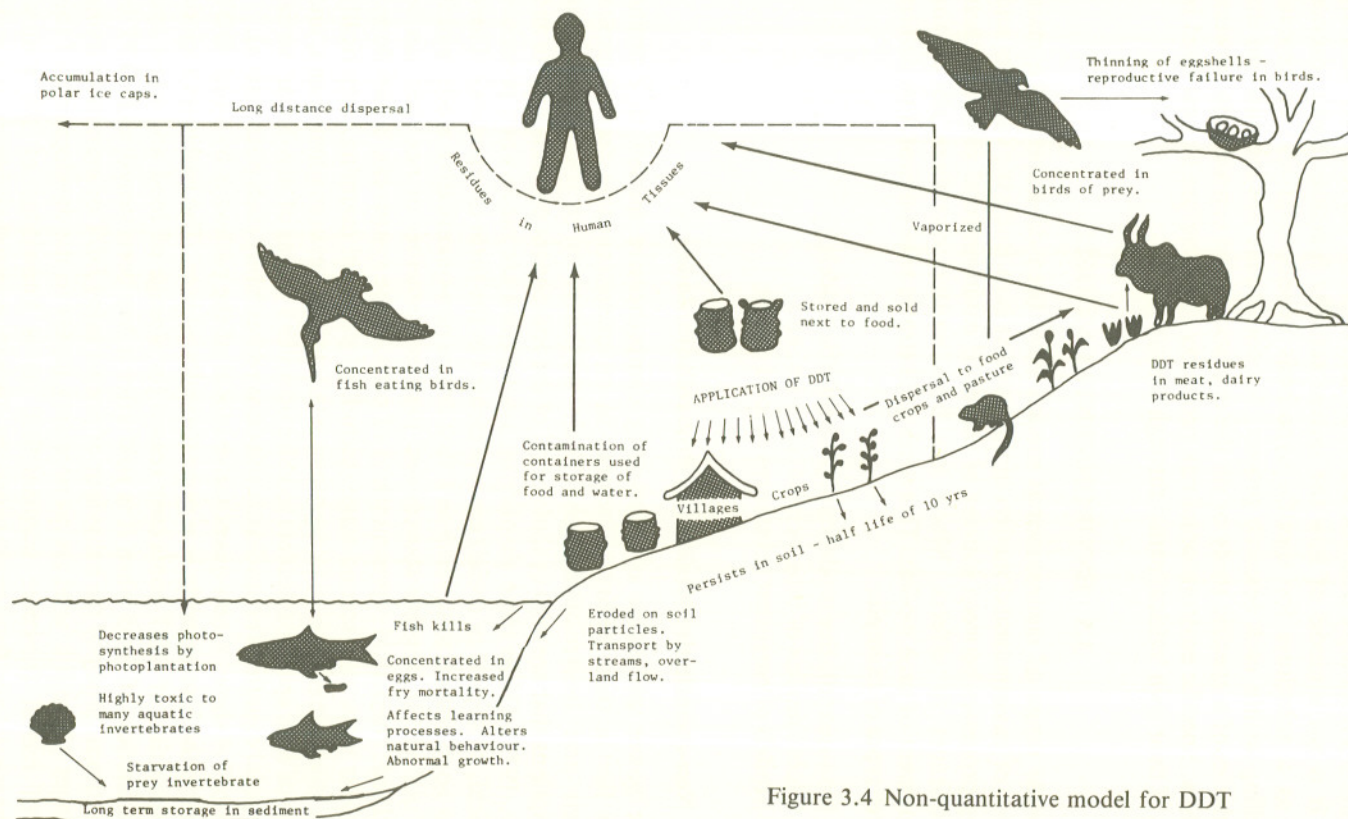 Accumulation in
polar ice caps.
Long distance dispersal
Residues in Human Tissues
Thinning of eggshells -
reproductive failure in birds.
Concentrated in
birds of prey.
Vaporized
Concentrated in
fish eating birds.
Stored and sold
next to food.
APPLICATION OF DDT
Dispersal to food
crops and pasture
DDT residues
in meat, dairy
products.
Contamination of
containers used
for storage of
food and water.
Villages
Crops
Persists in soil - half life of 10 yrs
Eroded on soil
particles.
Transport by
streams, over-
land flow.
Decreases photo-
synthesis by
photoplantation
Fish kills
Concentrated in
eggs. Increased
fry mortality.
Highly toxic to
many aquatic
invertebrates
Affects learning
processes. Alters
natural behaviour.
Abnormal growth.
Starvation of
prey invertebrate
Long term storage in sediment
Figure 3.4 Non-quantitative model for DDT